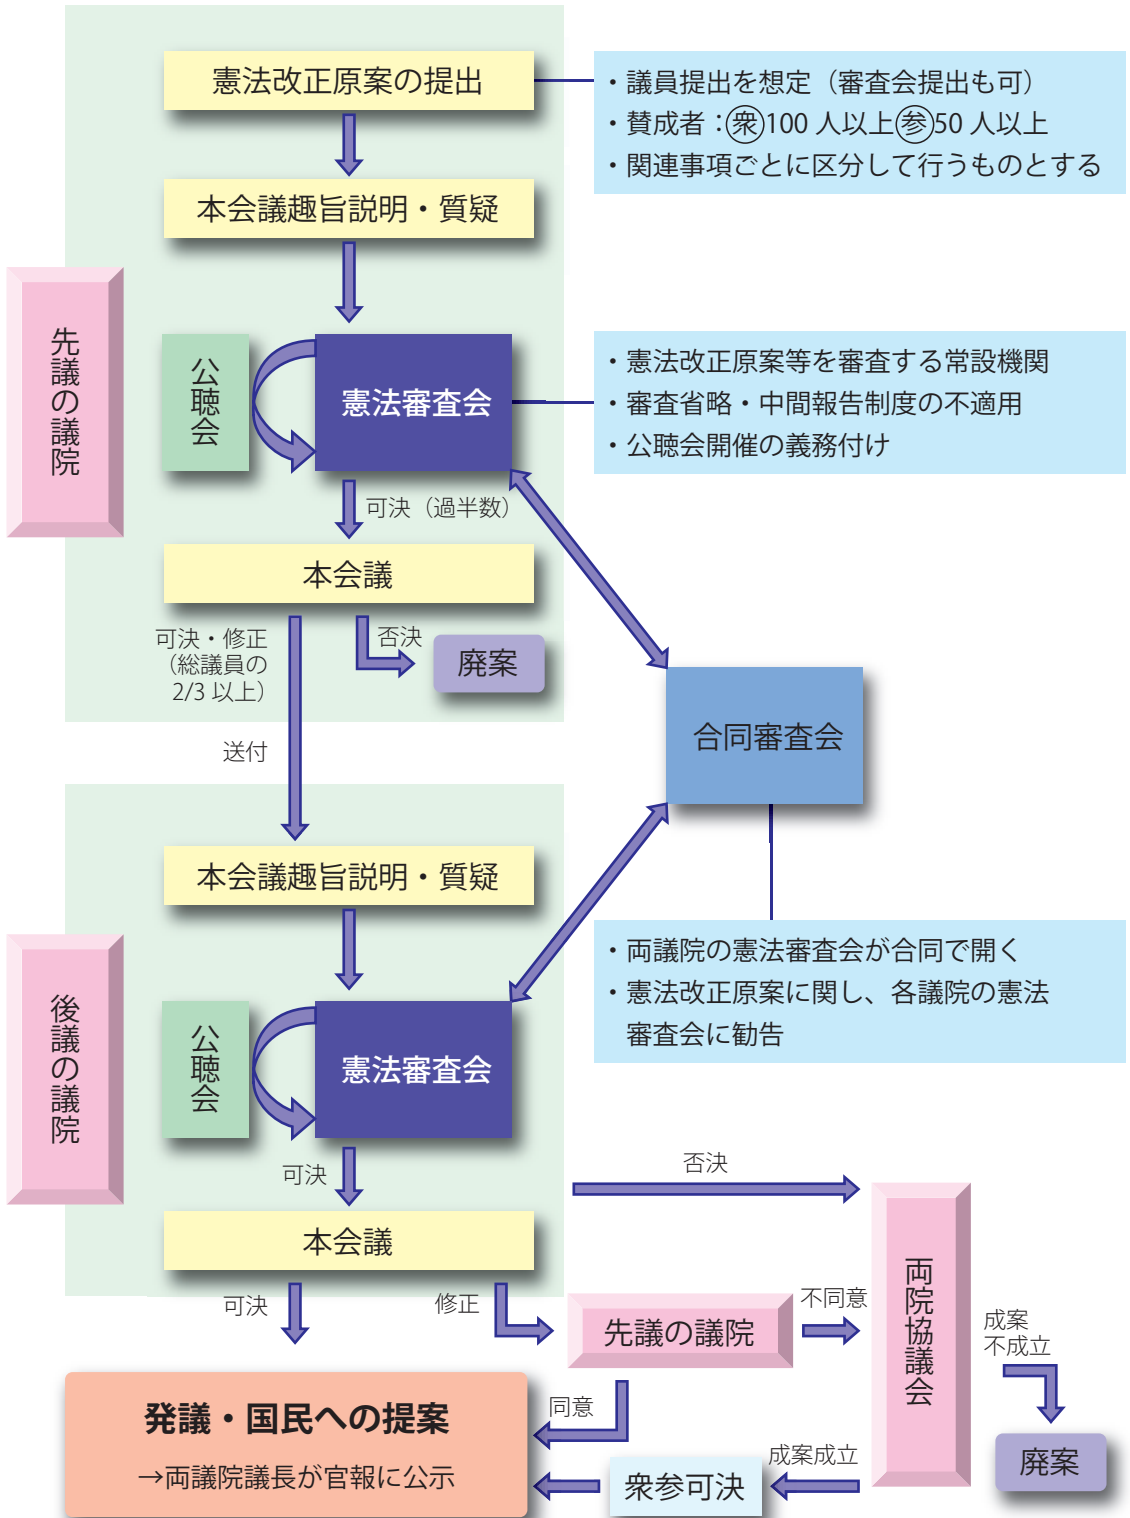 憲法改正原案の提出
・議員提出を想定（審査会提出も可）
・賛成者：衆100 人以上参50 人以上
・関連事項ごとに区分して行うものとする
本会議趣旨説明・質疑
先議の議院
公聴会
憲法審査会
・憲法改正原案等を審査する常設機関
・審査省略・中間報告制度の不適用
・公聴会開催の義務付け
可決（過半数）
本会議
可決・修正
（総議員の
2/3 以上）
否決
廃案
送付
合同審査会
本会議趣旨説明・質疑
・両議院の憲法審査会が合同で開く
・憲法改正原案に関し、各議院の憲法
審査会に勧告
後議の議院
公聴会
憲法審査会
可決
否決
本会議
可決
修正
先議の議院
不同意
両院協議会
成案
不成立
廃案
同意
成案成立
衆参可決
発議・国民への提案
→両議院議長が官報に公示